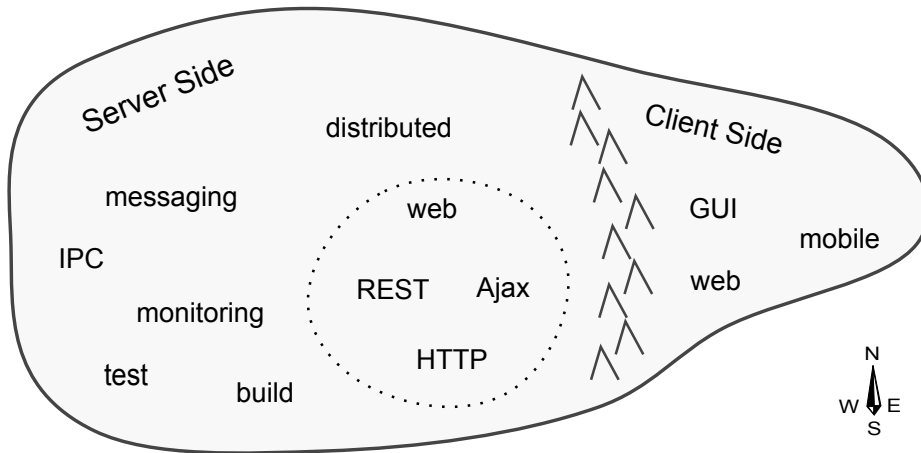 Server Side
distributed
Client Side
messaging
web
GUI
mobile
IPC
REST
Ajax
web
monitoring
HTTP
test
build
N
W E
S